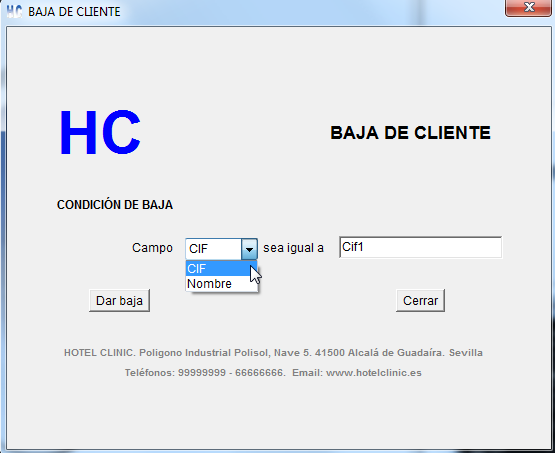 HC BAJA DE CLIENTE
HC
BAJA DE CLIENTE
CONDICIÓN DE BAJA
Campo CIF sea igual a Cif1
CIF
Nombre
Dar baja Cerrar
HOTEL CLINIC. Poligono Industrial Polisol, Nave 5. 41500 Alcalá de Guadaíra. Sevilla
Teléfonos: 99999999 - 66666666. Email: www.hotelclinic.es